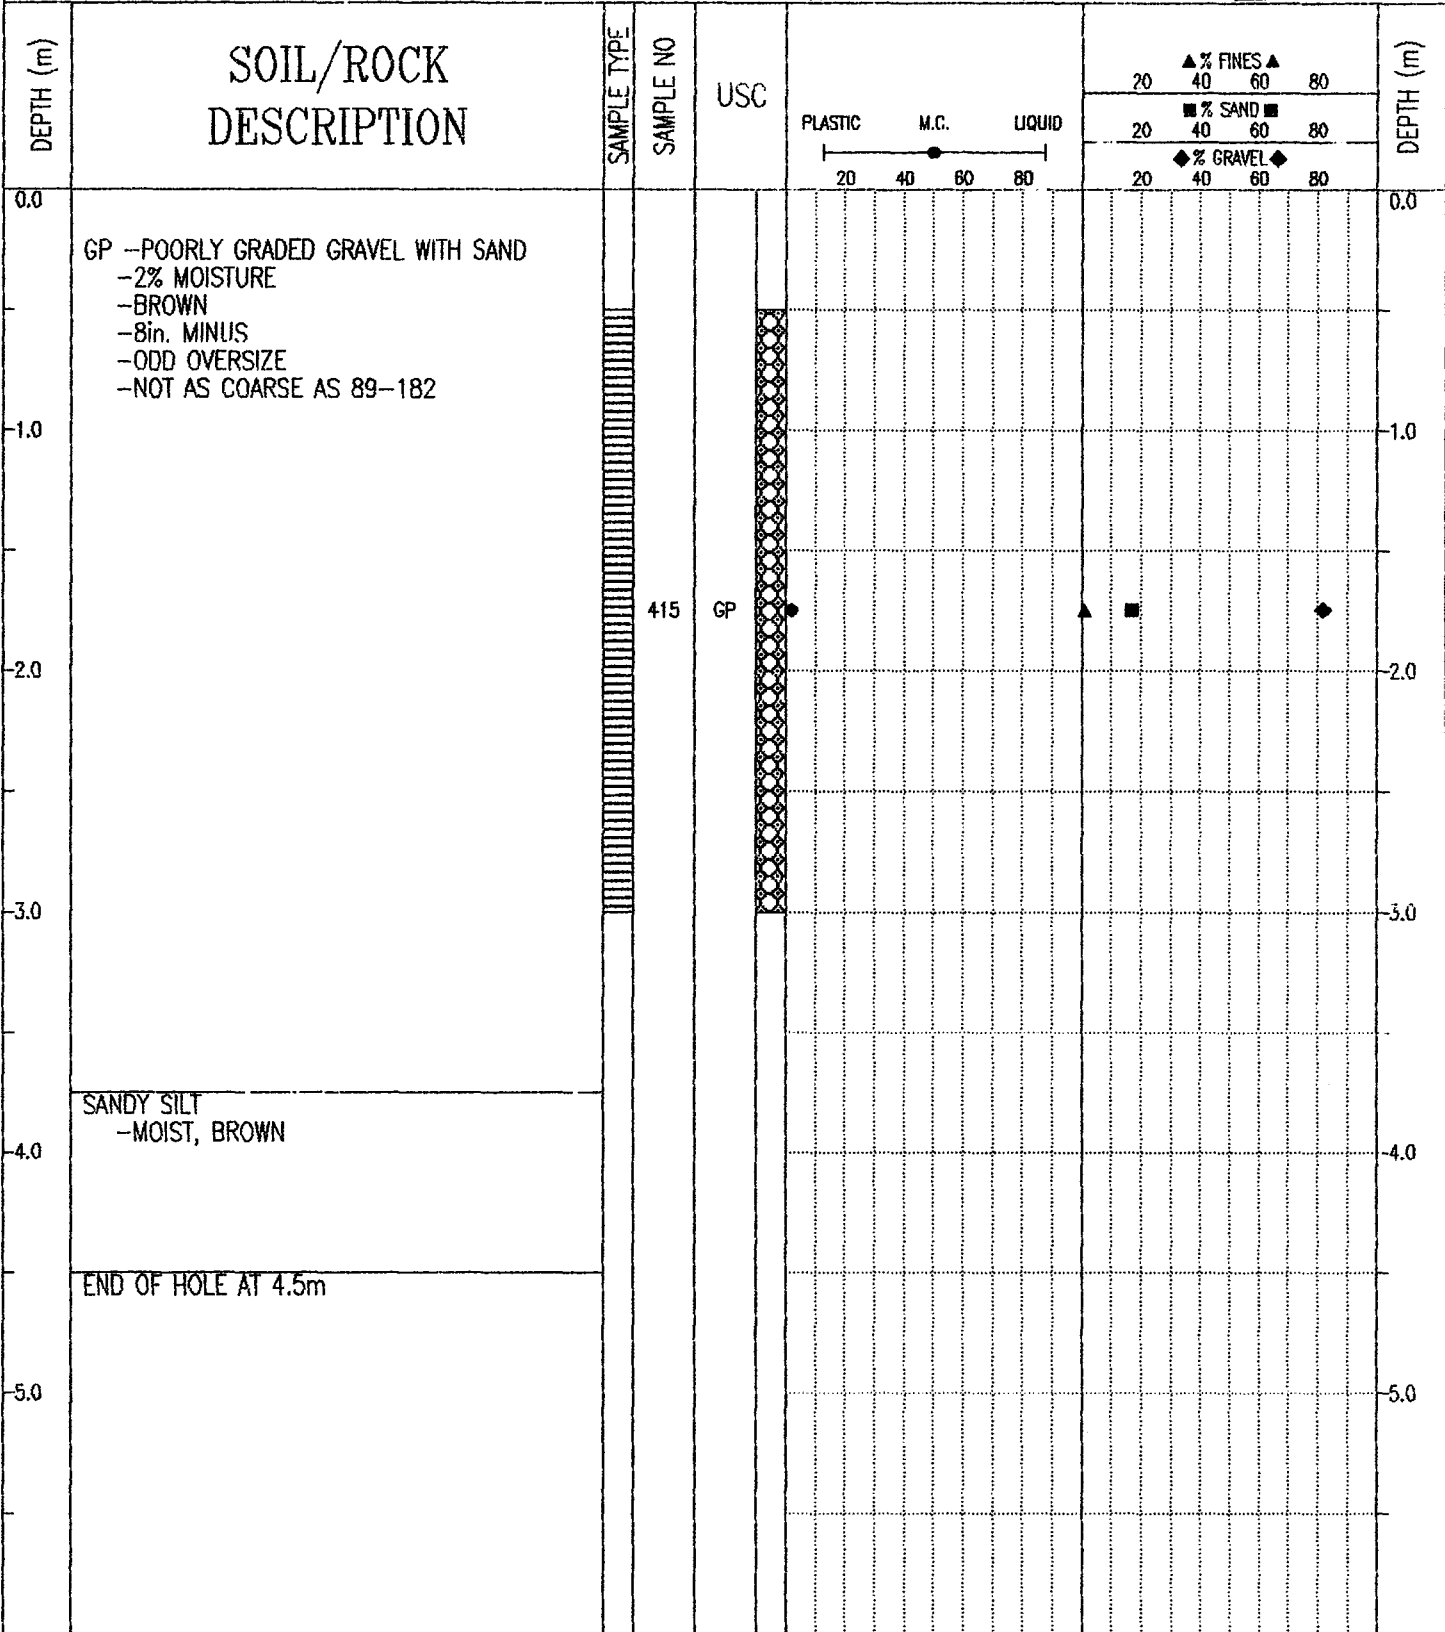 DEPTH (m)
SOIL/ROCK
DESCRIPTION
SAMPLE TYPE
SAMPLE NO
USC
PLASTIC M.C. LIQUID
20 40 60 80
▲ % FINES ▲
20 40 60 80
■ % SAND ■
20 40 60 80
◆ % GRAVEL ◆
20 40 60 80
DEPTH (m)
0.0 0.0
GP -POORLY GRADED GRAVEL WITH SAND
-2% MOISTURE
-BROWN
-8in. MINUS
-ODD OVERSIZE
-NOT AS COARSE AS 89-182
1.0 1.0
415 GP
2.0 2.0
3.0 3.0
SANDY SILT
-MOIST, BROWN
4.0 4.0
END OF HOLE AT 4.5m
5.0 5.0